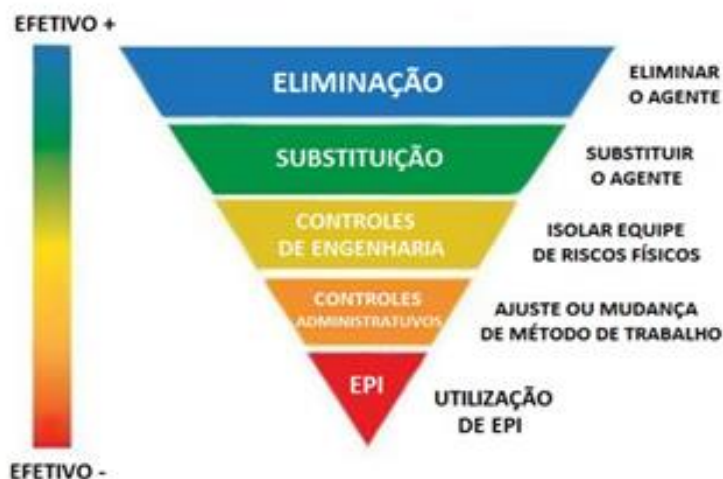 EFETIVO +
ELIMINAÇÃO
ELIMINAR
O AGENTE
SUBSTITUIÇÃO
SUBSTITUIR
O AGENTE
CONTROLES
DE ENGENHARIA
ISOLAR EQUIPE
DE RISCOS FÍSICOS
CONTROLES
ADMINISTRATUVOS
AJUSTE OU MUDANÇA
DE MÉTODO DE TRABALHO
EPI
UTILIZAÇÃO
DE EPI
EFETIVO -